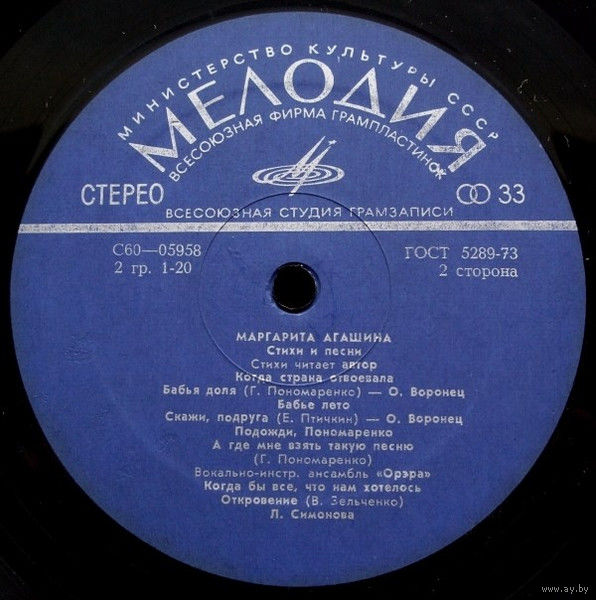 МИНИСТЕРСТВО КУЛЬТУРЫ СССР
МЕЛОДИЯ
ВСЕСОЮЗНАЯ ФИРМА ГРАМПЛАСТИНОК
СТЕРЕО
33
ВСЕСОЮЗНАЯ СТУДИЯ ГРАМЗАПИСИ
С60—05958
ГОСТ 5289-73
2 гр. 1-20
2 сторона
МАРГАРИТА АГАШИНА
Стихи и песни
Стихи читает автор
Когда страна отвоевала
Бабья доля (Г. Пономаренко) — О. Воронец
Бабье лето
Скажи, подруга (Е. Птичкин) — О. Воронец
Подожди, Пономаренко
А где мне взять такую песню
(Г. Пономаренко)
Вокально-инстр. ансамбль «Орэра»
Когда бы все, что нам хотелось
Откровение (В. Зельченко)
Л. Симонова
www.ay.by